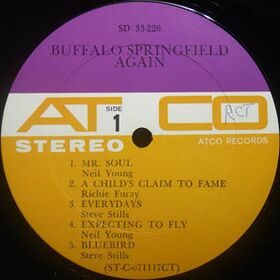 SD 33-226
BUFFALO SPRINGFIELD
AGAIN
ATCO
SIDE
1
RCT
STEREO
ATCO RECORDS
1. MR. SOUL
Neil Young
2. A CHILD'S CLAIM TO FAME
Richie Furay
3. EVERYDAYS
Steve Stills
4. EXPECTING TO FLY
Neil Young
5. BLUEBIRD
Steve Stills
(ST-C-671117CT)